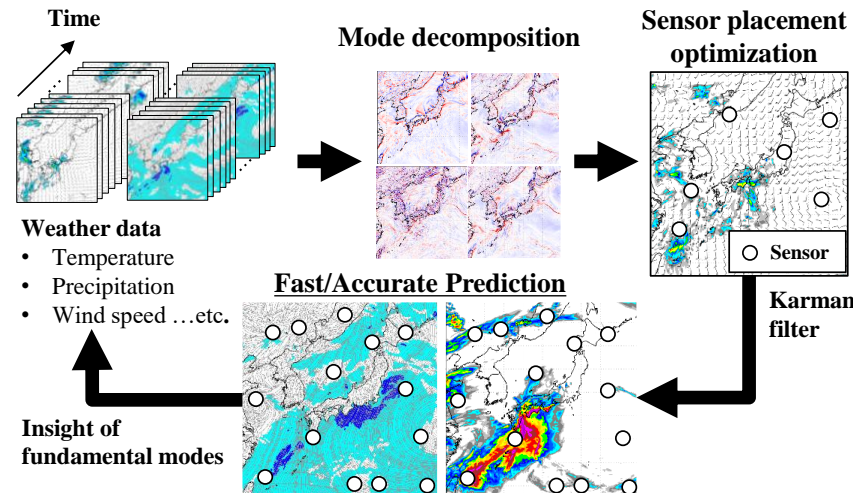 Time
Mode decomposition
Sensor placement
optimization
Weather data
• Temperature
• Precipitation
• Wind speed …etc.
Sensor
Karman
filter
Fast/Accurate Prediction
Insight of
fundamental modes